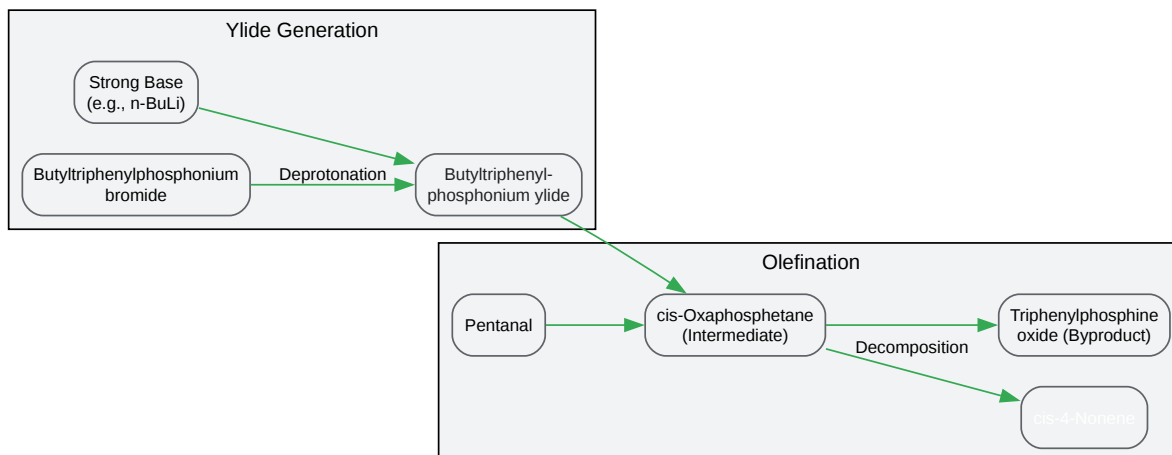 Ylide Generation
Strong Base
(e.g., n-BuLi)
Butyltriphenylphosphonium
bromide
Deprotonation
Butyltriphenyl-
phosphonium ylide
Olefination
Pentanal
cis-Oxaphosphetane
(Intermediate)
Triphenylphosphine
oxide (Byproduct)
Decomposition
cis-4-Nonene